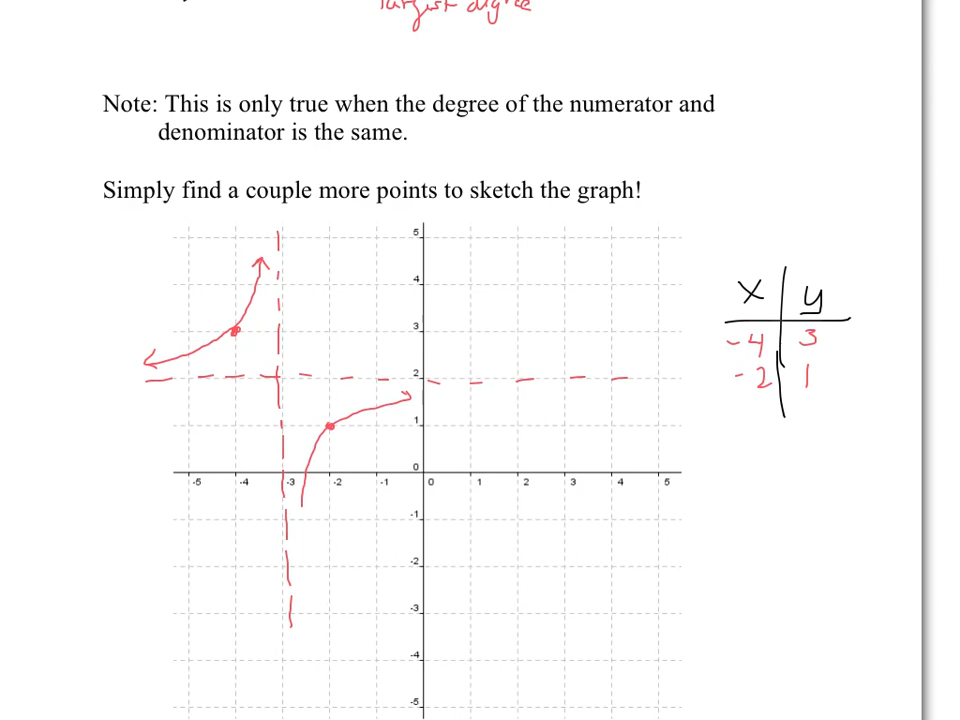 largest degree
Note: This is only true when the degree of the numerator and
denominator is the same.
Simply find a couple more points to sketch the graph!
5
4
3
2
1
0
-5 -4 -3 -2 -1 0 1 2 3 4 5
-1
-2
-3
-4
-5
x y
-4 3
-2 1